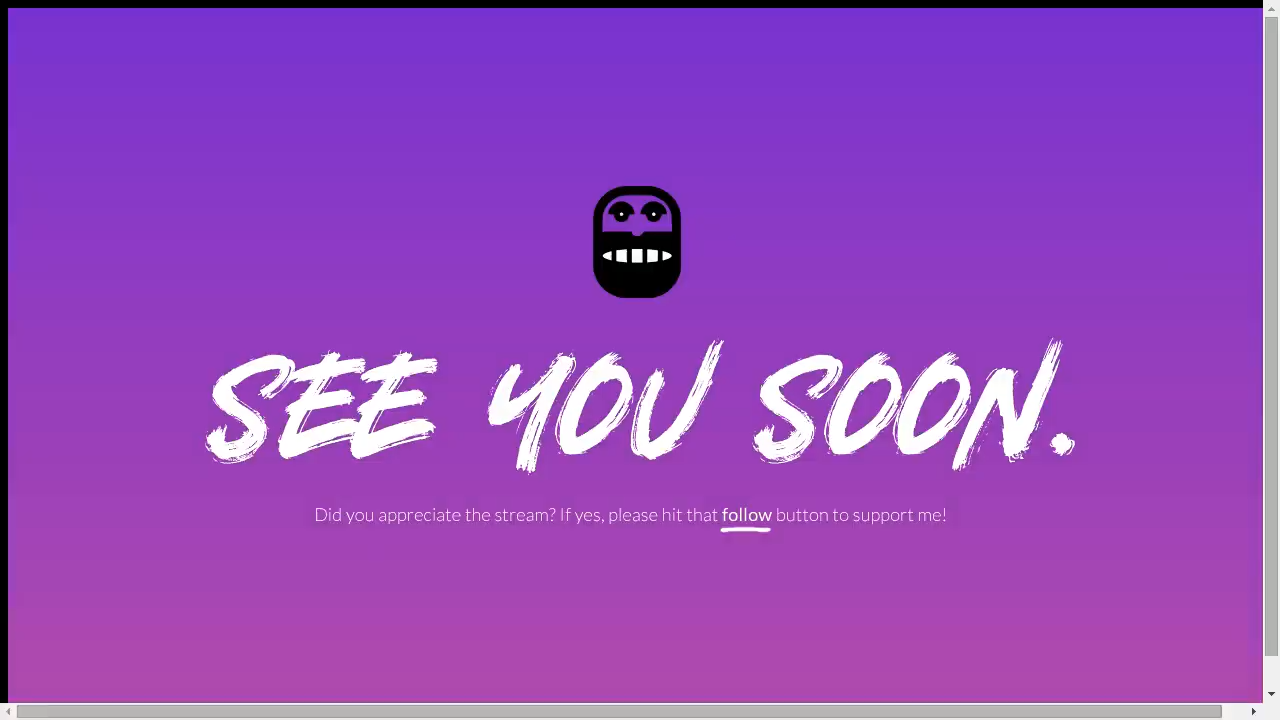 SEE YOU SOON.
Did you appreciate the stream? If yes, please hit that follow button to support me!